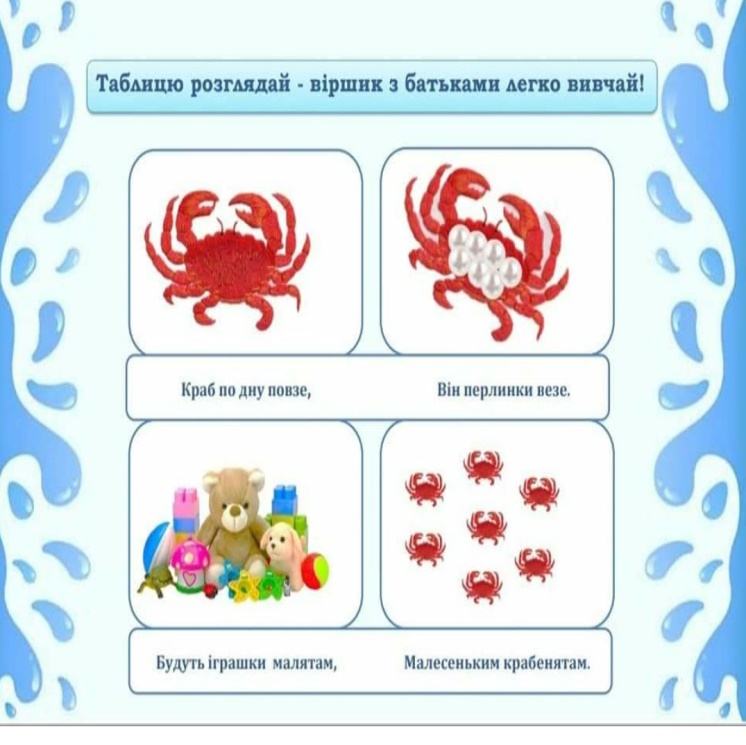 Таблицю розглядай - віршик з батьками легко вивчай!
Краб по дну повзе,
Він перлинки везе.
Будуть іграшки малятам,
Малесеньким крабенятам.